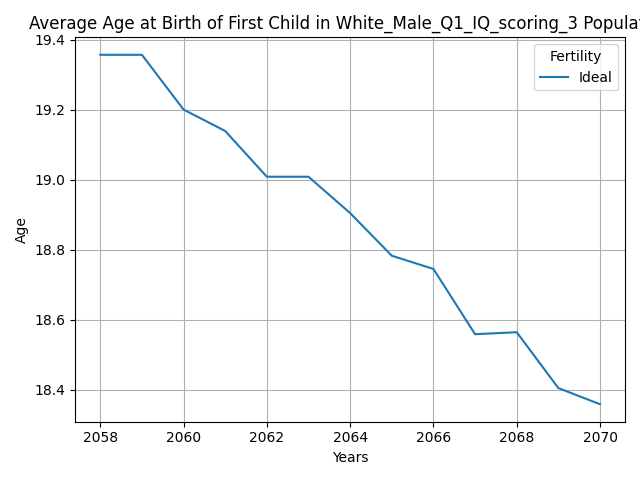 Average Age at Birth of First Child in White_Male_Q1_IQ_scoring_3
19.4
19.2
19.0
18.8
18.6
18.4
Age
Fertility
Ideal
2058 2060 2062 2064 2066 2068 2070
Years